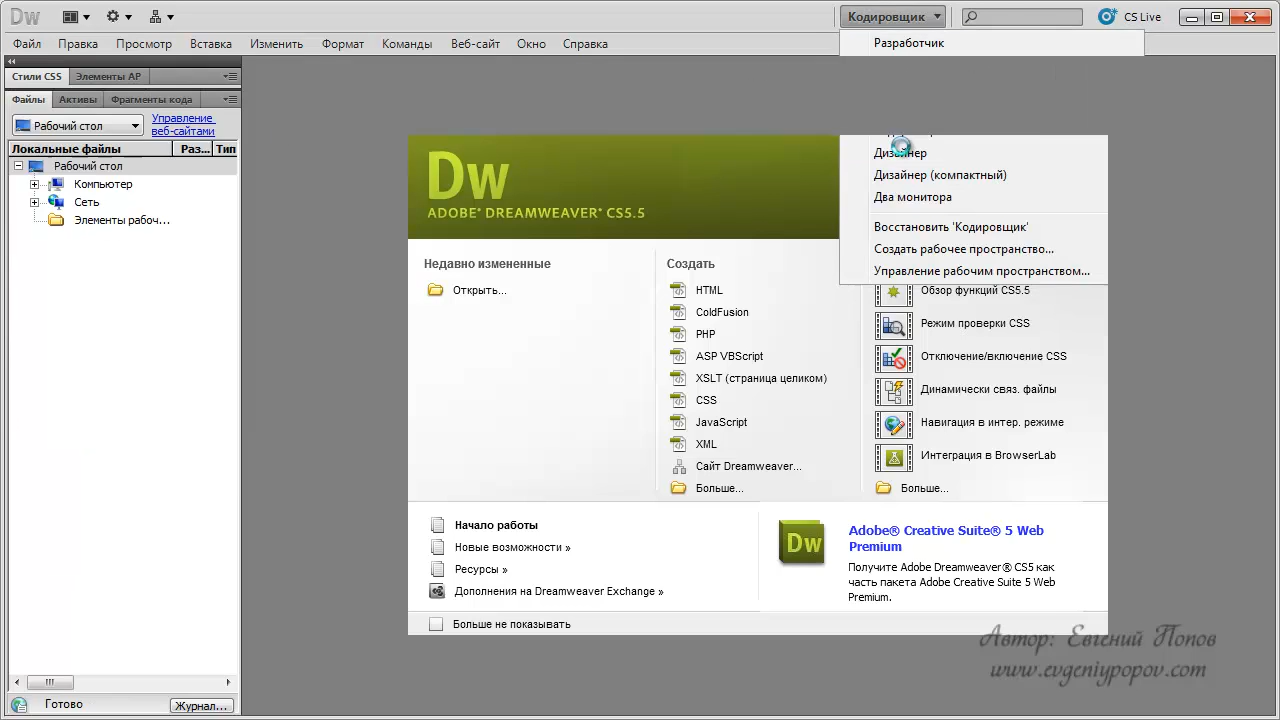 Dw
Кодировщик
CS Live
Файл Правка Просмотр Вставка Изменить Формат Команды Веб-сайт Окно Справка
Разработчик
Стили CSS Элементы AP
Файлы Активы Фрагменты кода
Рабочий стол
Управление
веб-сайтами
Локальные файлы Раз... Тип
Рабочий стол
Компьютер
Сеть
Элементы рабоч...
Dw
ADOBE® DREAMWEAVER® CS5.5
Дизайнер
Дизайнер (компактный)
Два монитора
Восстановить 'Кодировщик'
Создать рабочее пространство...
Управление рабочим пространством...
Недавно измененные
Открыть...
Создать
HTML
ColdFusion
PHP
ASP VBScript
XSLT (страница целиком)
CSS
JavaScript
XML
Сайт Dreamweaver...
Больше...
Обзор функций CS5.5
Режим проверки CSS
Отключение/включение CSS
Динамически связ. файлы
Навигация в интер. режиме
Интеграция в BrowserLab
Больше...
Начало работы
Новые возможности »
Ресурсы »
Дополнения на Dreamweaver Exchange »
Dw
Adobe® Creative Suite® 5 Web
Premium
Получите Adobe Dreamweaver® CS5 как
часть пакета Adobe Creative Suite 5 Web
Premium.
Больше не показывать
Автор: Евгений Попов
www.evgeniypopov.com
Готово
Журнал...